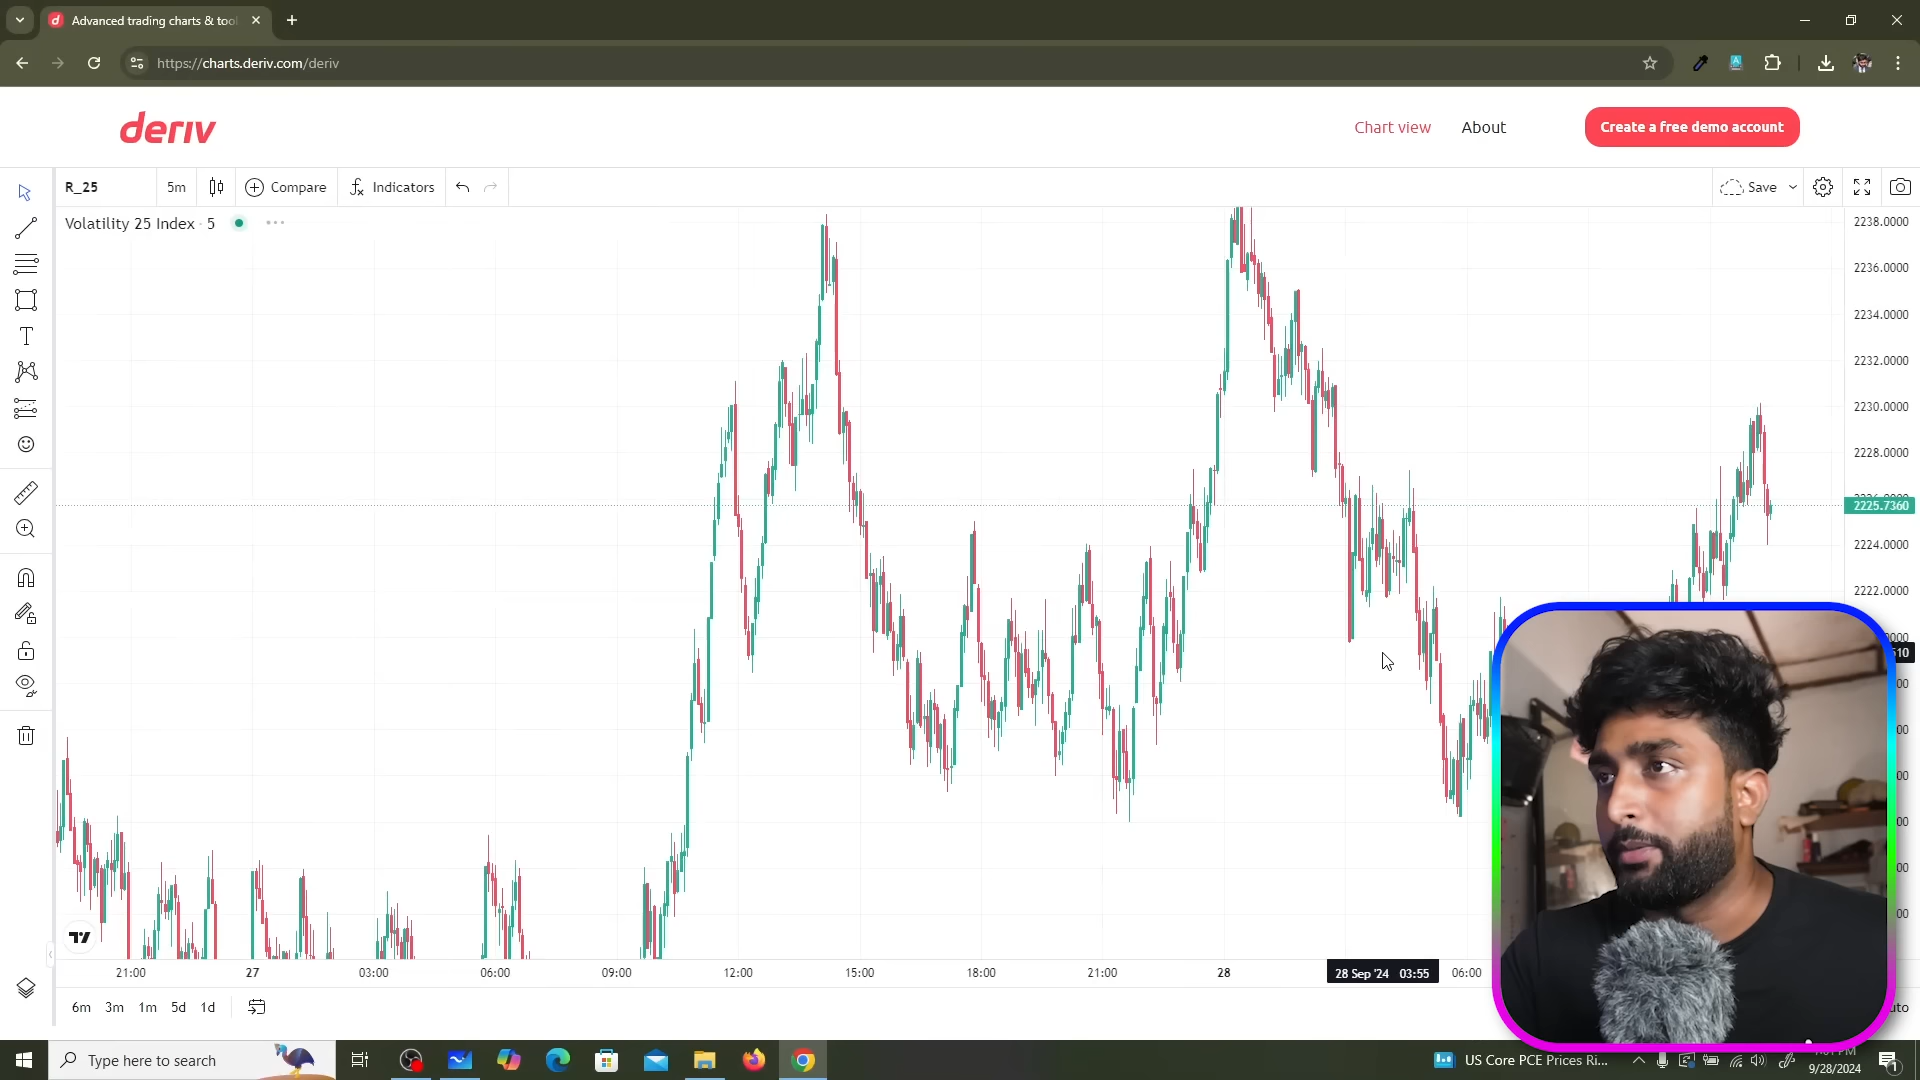 Advanced trading charts & tool
https://charts.deriv.com/deriv
deriv
Chart view
About
Create a free demo account
R_25
5m
Compare
Indicators
Save
Volatility 25 Index · 5
2238.0000
2236.0000
2234.0000
2232.0000
2230.0000
2228.0000
2225.7360
2224.0000
2222.0000
21:00
27
03:00
06:00
09:00
12:00
15:00
18:00
21:00
28
28 Sep '24 03:55
06:00
6m
3m
1m
5d
1d
Type here to search
US Core PCE Prices Ri...
9/28/2024
1